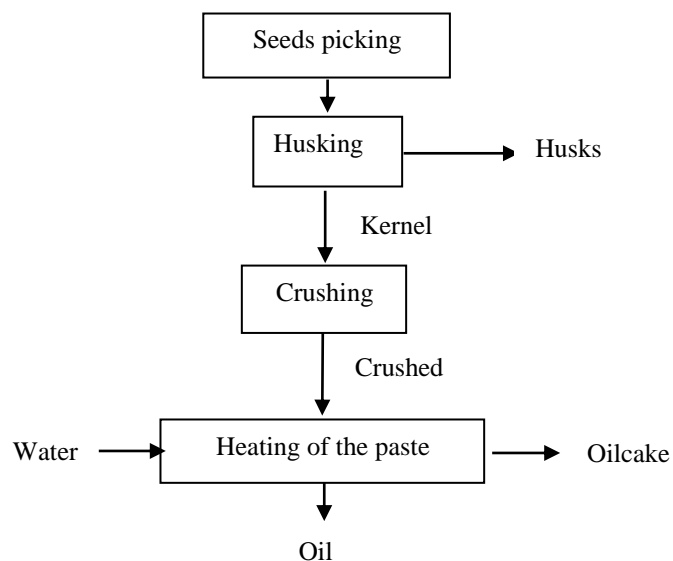 Seeds picking
Husking
Husks
Kernel
Crushing
Crushed
Water
Heating of the paste
Oilcake
Oil